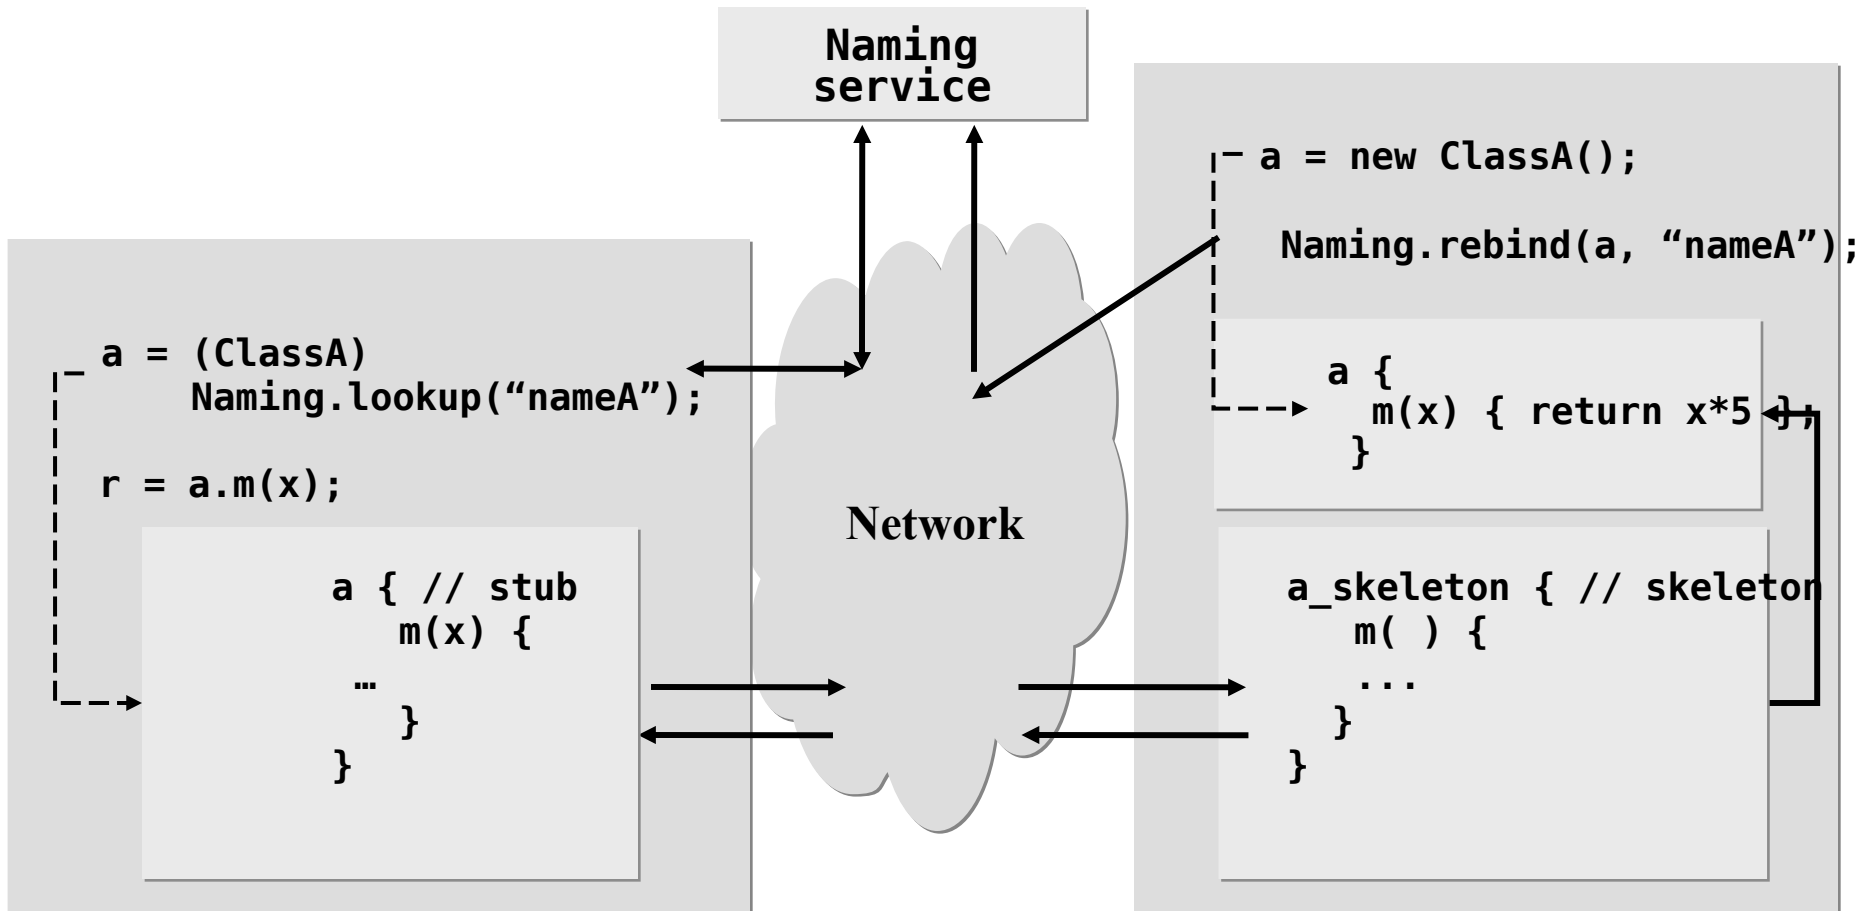 Naming
service
a = new ClassA();
Naming.rebind(a, “nameA”);
a = (ClassA)
Naming.lookup(“nameA”);
r = a.m(x);
a {
m(x) { return x*5 };
}
Network
a { // stub
m(x) {
…
}
}
a_skeleton { // skeleton
m( ) {
...
}
}